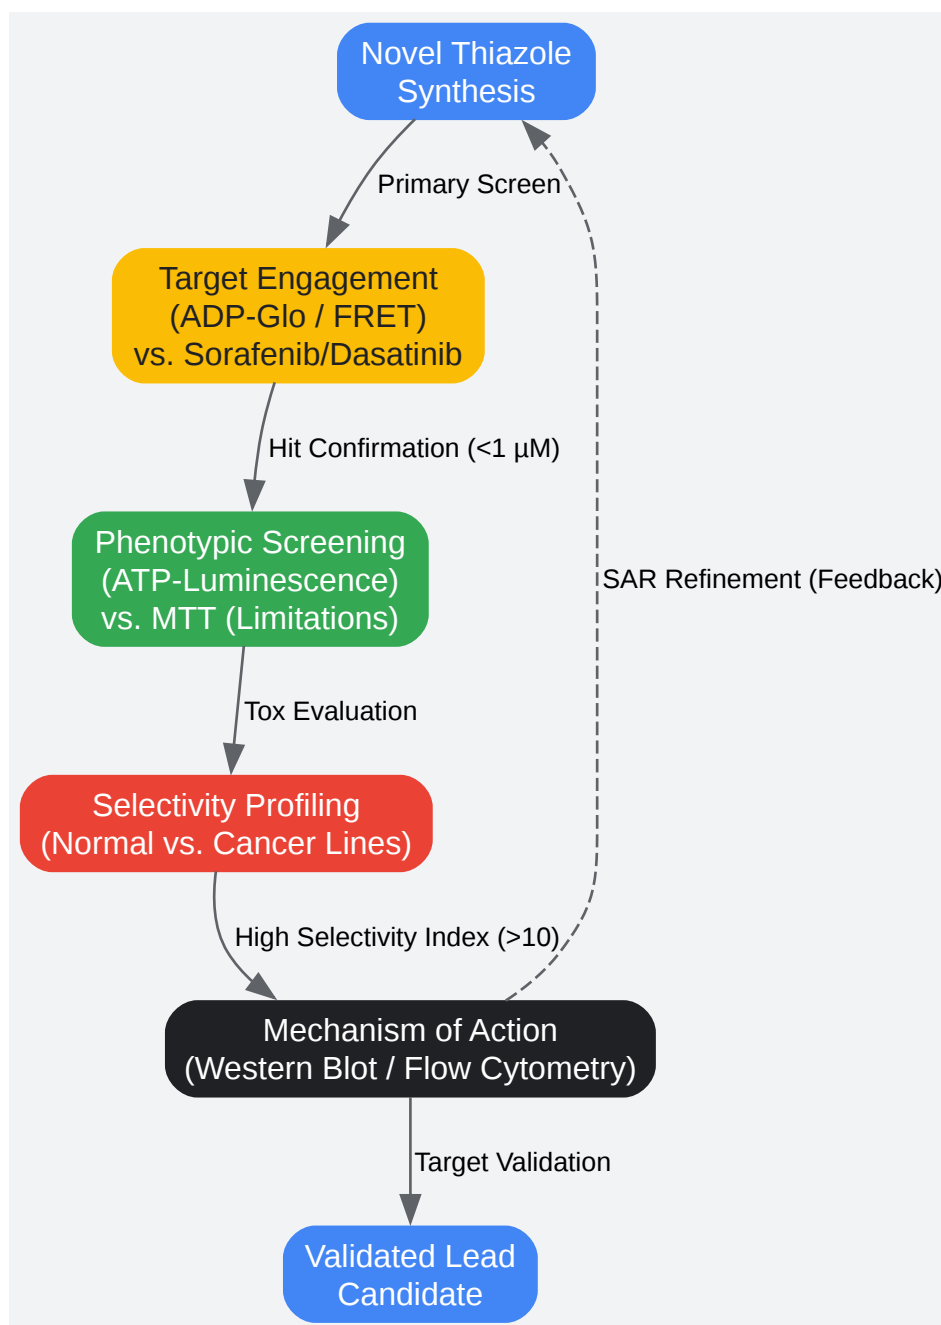 Novel Thiazole
Synthesis
Primary Screen
Target Engagement
(ADP-Glo / FRET)
vs. Sorafenib/Dasatinib
Hit Confirmation (<1 µM)
Phenotypic Screening
(ATP-Luminescence)
vs. MTT (Limitations)
SAR Refinement (Feedback)
Tox Evaluation
Selectivity Profiling
(Normal vs. Cancer Lines)
High Selectivity Index (>10)
Mechanism of Action
(Western Blot / Flow Cytometry)
Target Validation
Validated Lead
Candidate